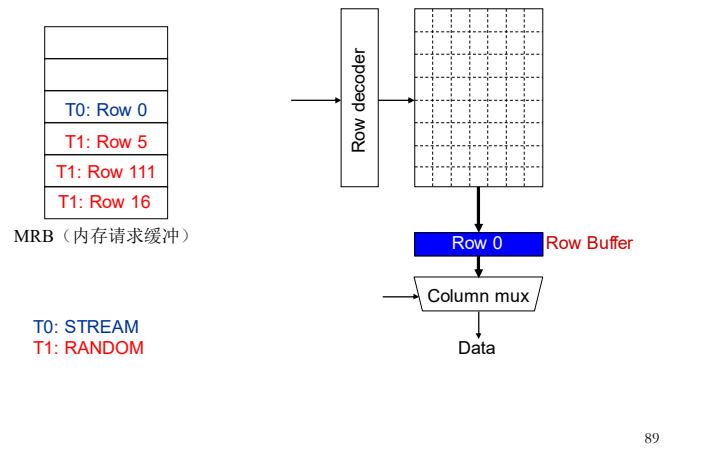 T0: Row 0
T1: Row 5
T1: Row 111
T1: Row 16
MRB（内存请求缓冲）
T0: STREAM
T1: RANDOM
Row decoder
Row 0
Row Buffer
Column mux
Data
89